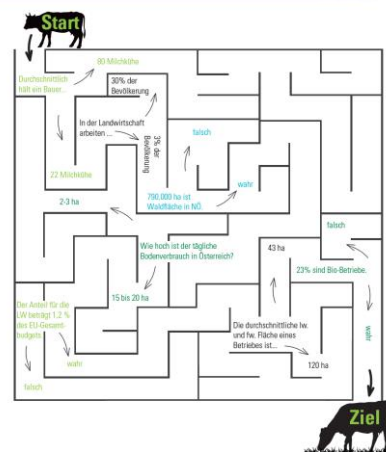 Start
80 Milchkühe
Durchschnittlich
hält ein Bauer...
30% der
Bevölkerung
In der Landwirtschaft
arbeiten ...
3% der
Bevölkerung
falsch
22 Milchkühe
wahr
790.000 ha ist
Waldfläche in NÖ.
2-3 ha
falsch
Wie hoch ist der tägliche
Bodenverbrauch in Österreich?
43 ha
23% sind Bio-Betriebe.
15 bis 20 ha
Der Anteil für die
LW beträgt 1,2 %
des EU-Gesamt-
budgets
Die durchschnittliche lw.
und fw. Fläche eines
Betriebes ist...
wahr
wahr
120 ha
falsch
Ziel